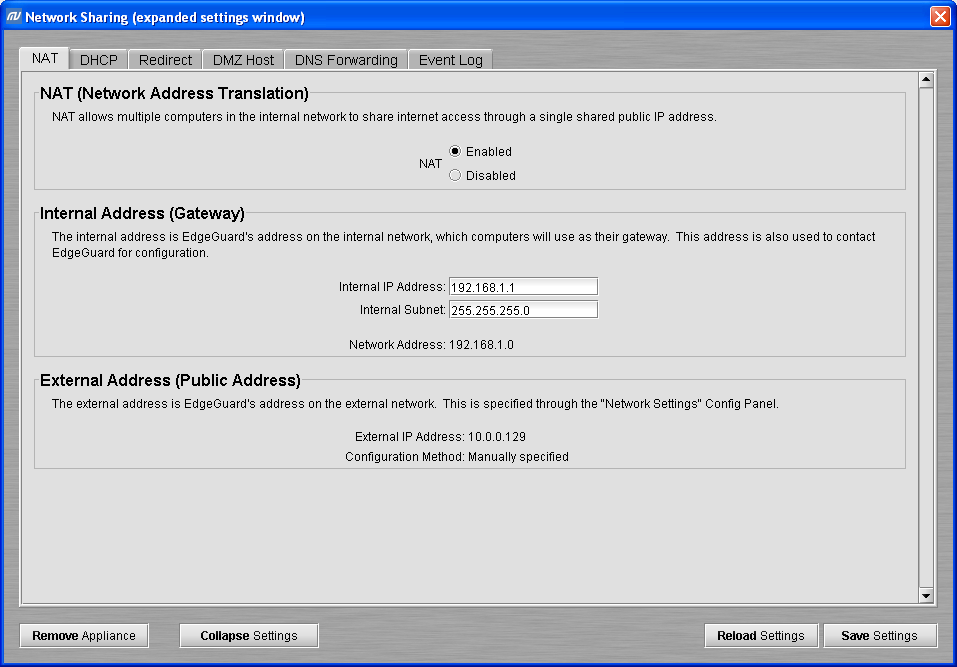 Network Sharing (expanded settings window)
NAT DHCP Redirect DMZ Host DNS Forwarding Event Log
NAT (Network Address Translation)
NAT allows multiple computers in the internal network to share internet access through a single shared public IP address.
NAT
Enabled
Disabled
Internal Address (Gateway)
The internal address is EdgeGuard's address on the internal network, which computers will use as their gateway. This address is also used to contact
EdgeGuard for configuration.
Internal IP Address: 192.168.1.1
Internal Subnet: 255.255.255.0
Network Address: 192.168.1.0
External Address (Public Address)
The external address is EdgeGuard's address on the external network. This is specified through the "Network Settings" Config Panel.
External IP Address: 10.0.0.129
Configuration Method: Manually specified
Remove Appliance Collapse Settings Reload Settings Save Settings